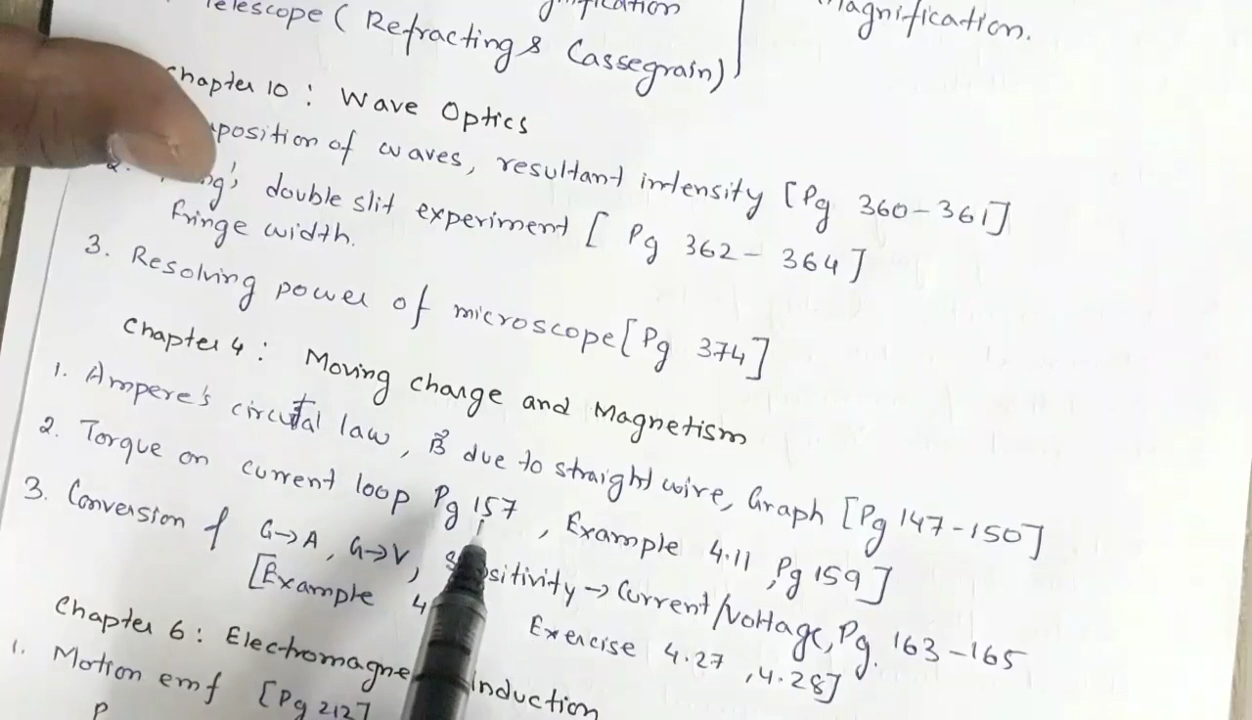 Telescope (Refracting & Cassegrain)
Magnification.
Chapter 10 : Wave Optics
position of waves, resultant intensity [Pg 360-361]
2. double slit experiment [ Pg 362 - 364]
fringe width.
3. Resolving power of microscope [Pg 374]
Chapter 4 : Moving charge and Magnetism
1. Ampere's circuital law, B⃗ due to straight wire, Graph [Pg 147-150]
2. Torque on current loop Pg 157, Example 4.11, Pg 159]
3. Conversion of G→A, G→V, → Current/Voltage, Pg. 163-165
[Example Exercise 4.27, 4.28]
Chapter 6 : induction
1. Motion emf [Pg 212]